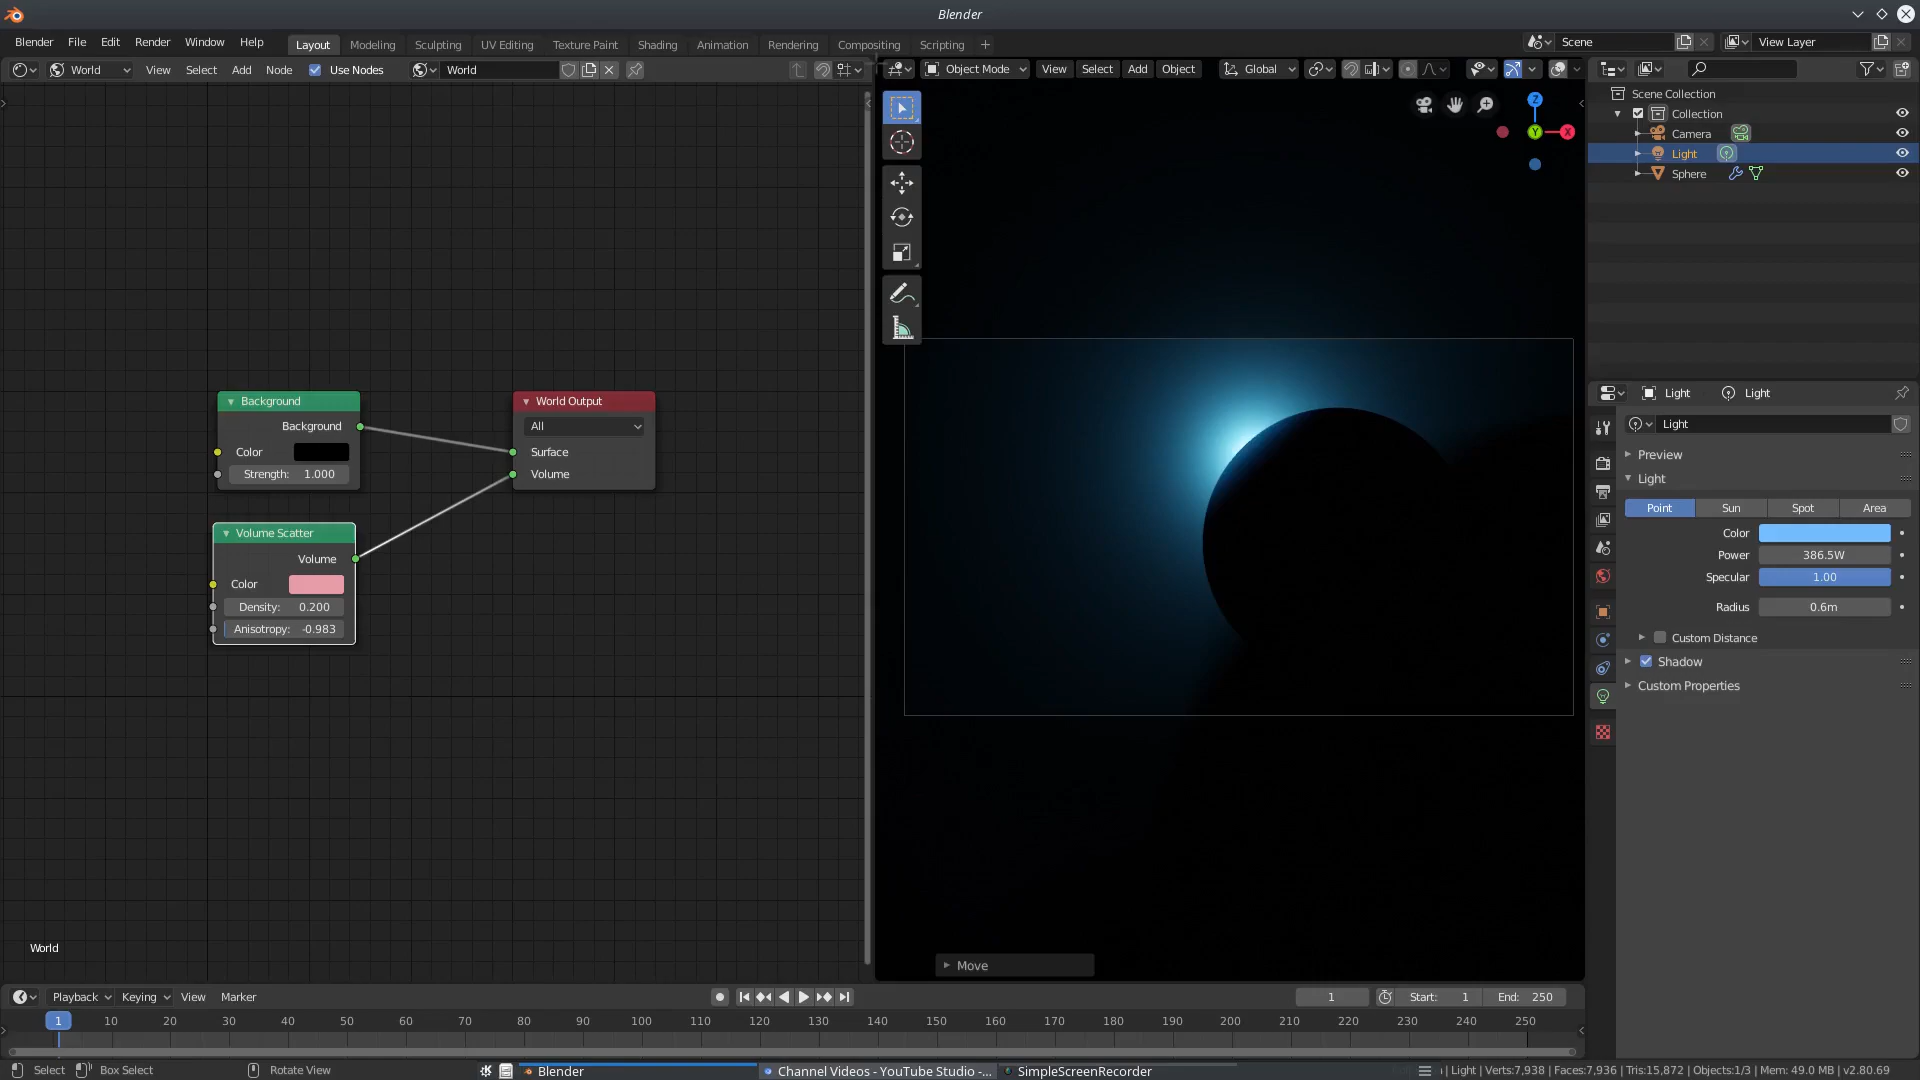 Blender
Blender File Edit Render Window Help Layout Modeling Sculpting UV Editing Texture Paint Shading Animation Rendering Compositing Scripting + Scene View Layer
World View Select Add Node Use Nodes World Object Mode View Select Add Object Global
Scene Collection
Collection
Camera
Light
Sphere
Z
Y
X
Background
Background
Color
Strength: 1.000
World Output
All
Surface
Volume
Volume Scatter
Volume
Color
Density: 0.200
Anisotropy: -0.983
World
Move
Light Light
Light
Preview
Light
Point Sun Spot Area
Color
Power 386.5W
Specular 1.00
Radius 0.6m
Custom Distance
Shadow
Custom Properties
Playback Keying View Marker 1 Start: 1 End: 250
1 10 20 30 40 50 60 70 80 90 100 110 120 130 140 150 160 170 180 190 200 210 220 230 240 250
Select Box Select Rotate View Blender Channel Videos - YouTube Studio -... SimpleScreenRecorder | Light | Verts:7,938 | Faces:7,936 | Tris:15,872 | Objects:1/3 | Mem: 49.0 MB | v2.80.69